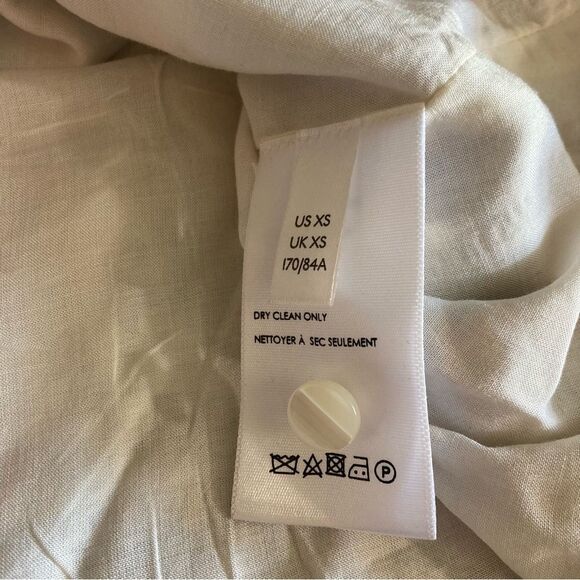 US XS
UK XS
170/84A
DRY CLEAN ONLY
NETTOYER À SEC SEULEMENT
P